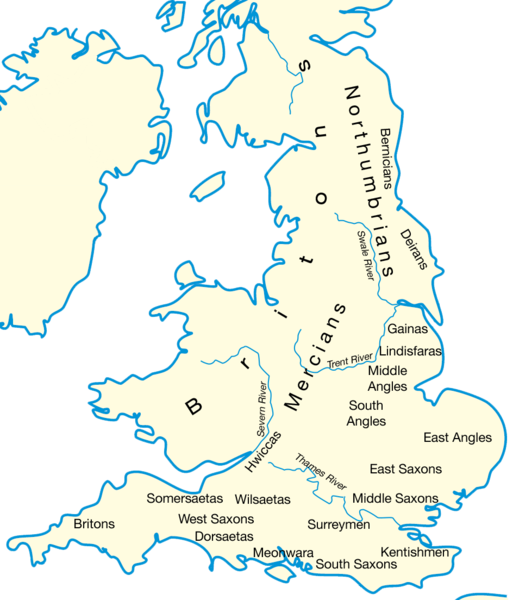 Britons
Northumbrians
Bernicians
Swale River
Deirans
Mercians
Gainas
Lindisfaras
Trent River
Middle
Angles
South
Angles
Severn River
East Angles
Hwiccas
Thames River
East Saxons
Middle Saxons
Somersaetas
Wilsaetas
Britons
West Saxons
Surreymen
Dorsaetas
Meonwara
Kentishmen
South Saxons